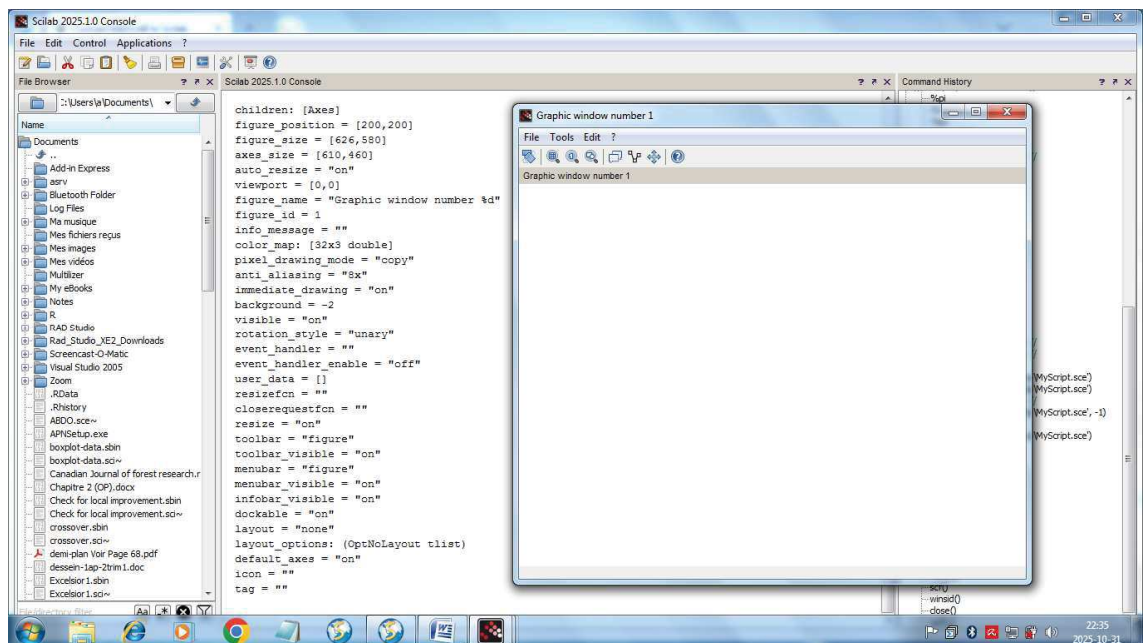 Scilab 2025.1.0 Console
File Edit Control Applications ?
File Browser ? X
:\Users\a\Documents\
Name
Documents
..
Add-in Express
asrv
Bluetooth Folder
Log Files
Ma musique
Mes fichiers reçus
Mes images
Mes vidéos
Multilizer
My eBooks
Notes
R
RAD Studio
Rad_Studio_XE2_Downloads
Screencast-O-Matic
Visual Studio 2005
Zoom
.RData
.Rhistory
ABDO.sce~
APNSetup.exe
boxplot-data.sbin
boxplot-data.sci~
Canadian Journal of forest research.r
Chapitre 2 (OP).docx
Check for local improvement.sbin
Check for local improvement.sci~
crossover.sbin
crossover.sci~
demi-plan Voir Page 68.pdf
dessein-1ap-2trim1.doc
Excelsior1.sbin
Excelsior1.sci~
File/directory filter Aa .*
Scilab 2025.1.0 Console ? X
children: [Axes]
figure_position = [200,200]
figure_size = [626,580]
axes_size = [610,460]
auto_resize = "on"
viewport = [0,0]
figure_name = "Graphic window number %d"
figure_id = 1
info_message = ""
color_map: [32x3 double]
pixel_drawing_mode = "copy"
anti_aliasing = "8x"
immediate_drawing = "on"
background = -2
visible = "on"
rotation_style = "unary"
event_handler = ""
event_handler_enable = "off"
user_data = []
resizefcn = ""
closerequestfcn = ""
resize = "on"
toolbar = "figure"
toolbar_visible = "on"
menubar = "figure"
menubar_visible = "on"
infobar_visible = "on"
dockable = "on"
layout = "none"
layout_options: (OptNoLayout tlist)
default_axes = "on"
icon = ""
tag = ""
Graphic window number 1
File Tools Edit ?
Graphic window number 1
Command History ? X
%pi
MyScript.sce')
MyScript.sce')
MyScript.sce', -1)
MyScript.sce')
scf()
winsid()
close()
22:35
2025-10-31